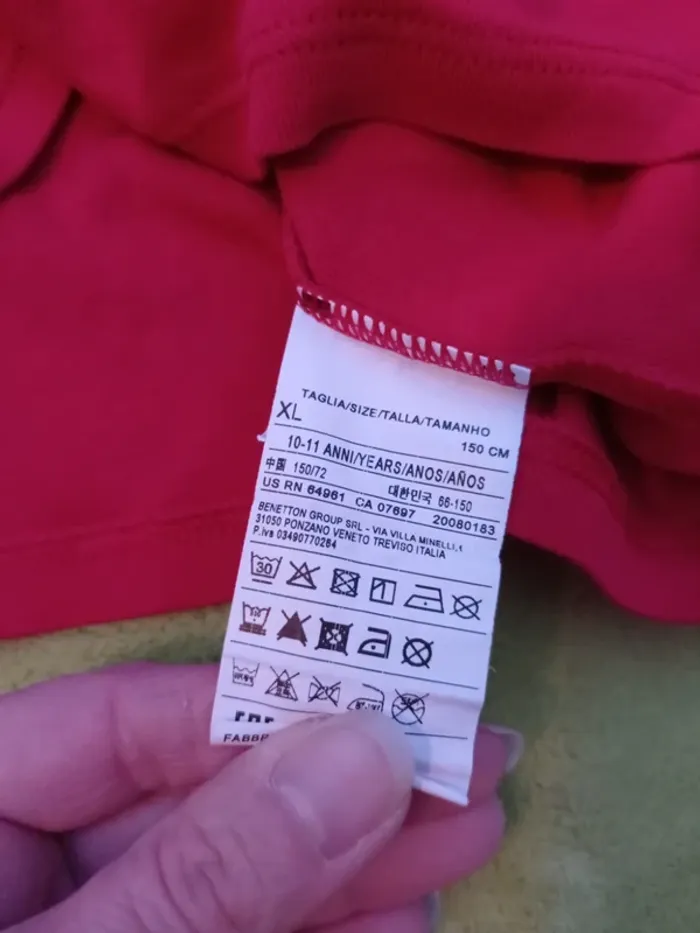 TAGLIA/SIZE/TALLA/TAMANHO
XL 150 CM
10-11 ANNI/YEARS/ANOS/AÑOS
中国 150/72 대한민국 66-150
US RN 64961 CA 07697 20080183
BENETTON GROUP SRL - VIA VILLA MINELLI,1
31050 PONZANO VENETO TREVISO ITALIA
P.iva 03490770264
30